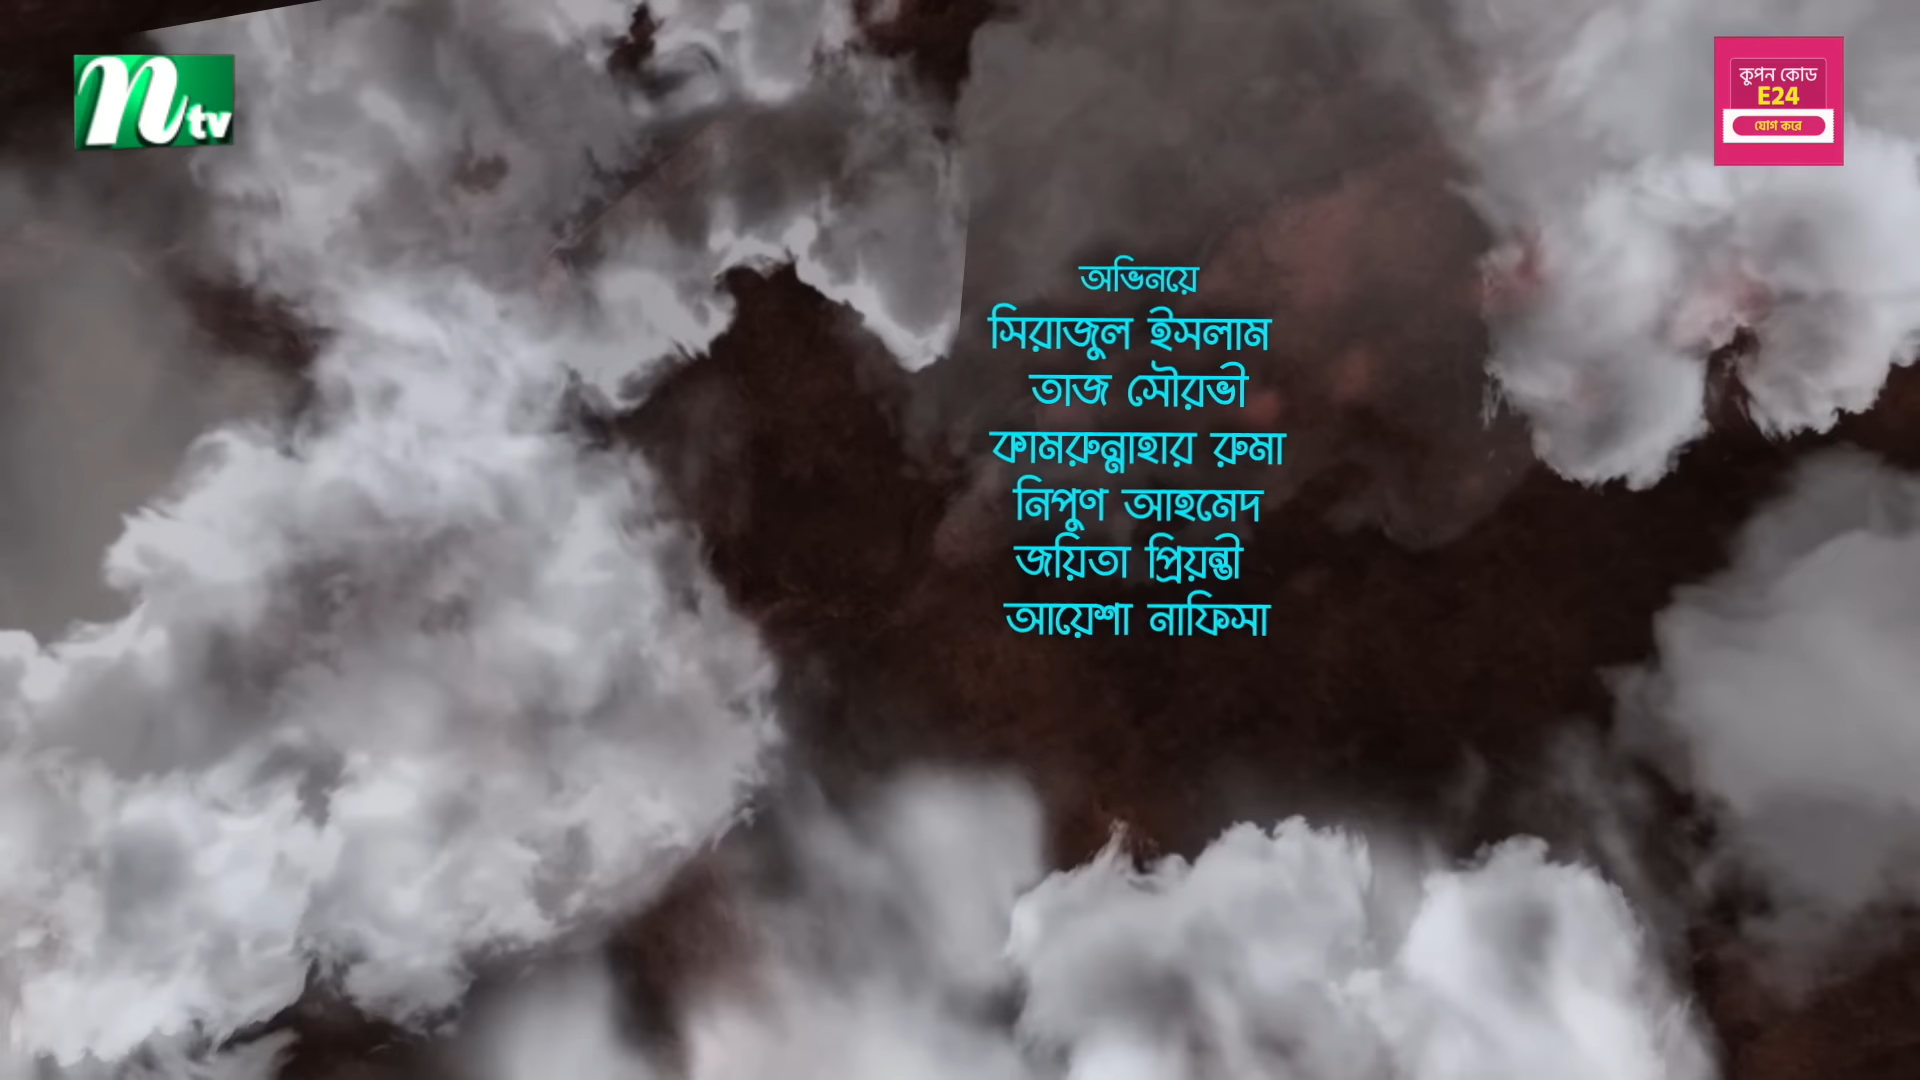 ntv
কুপন কোড
E24
যোগ করে
অভিনয়ে
সিরাজুল ইসলাম
তাজ সৌরভী
কামরুন্নাহার রুমা
নিপুণ আহমেদ
জয়িতা প্রিয়ন্তী
আয়েশা নাফিসা